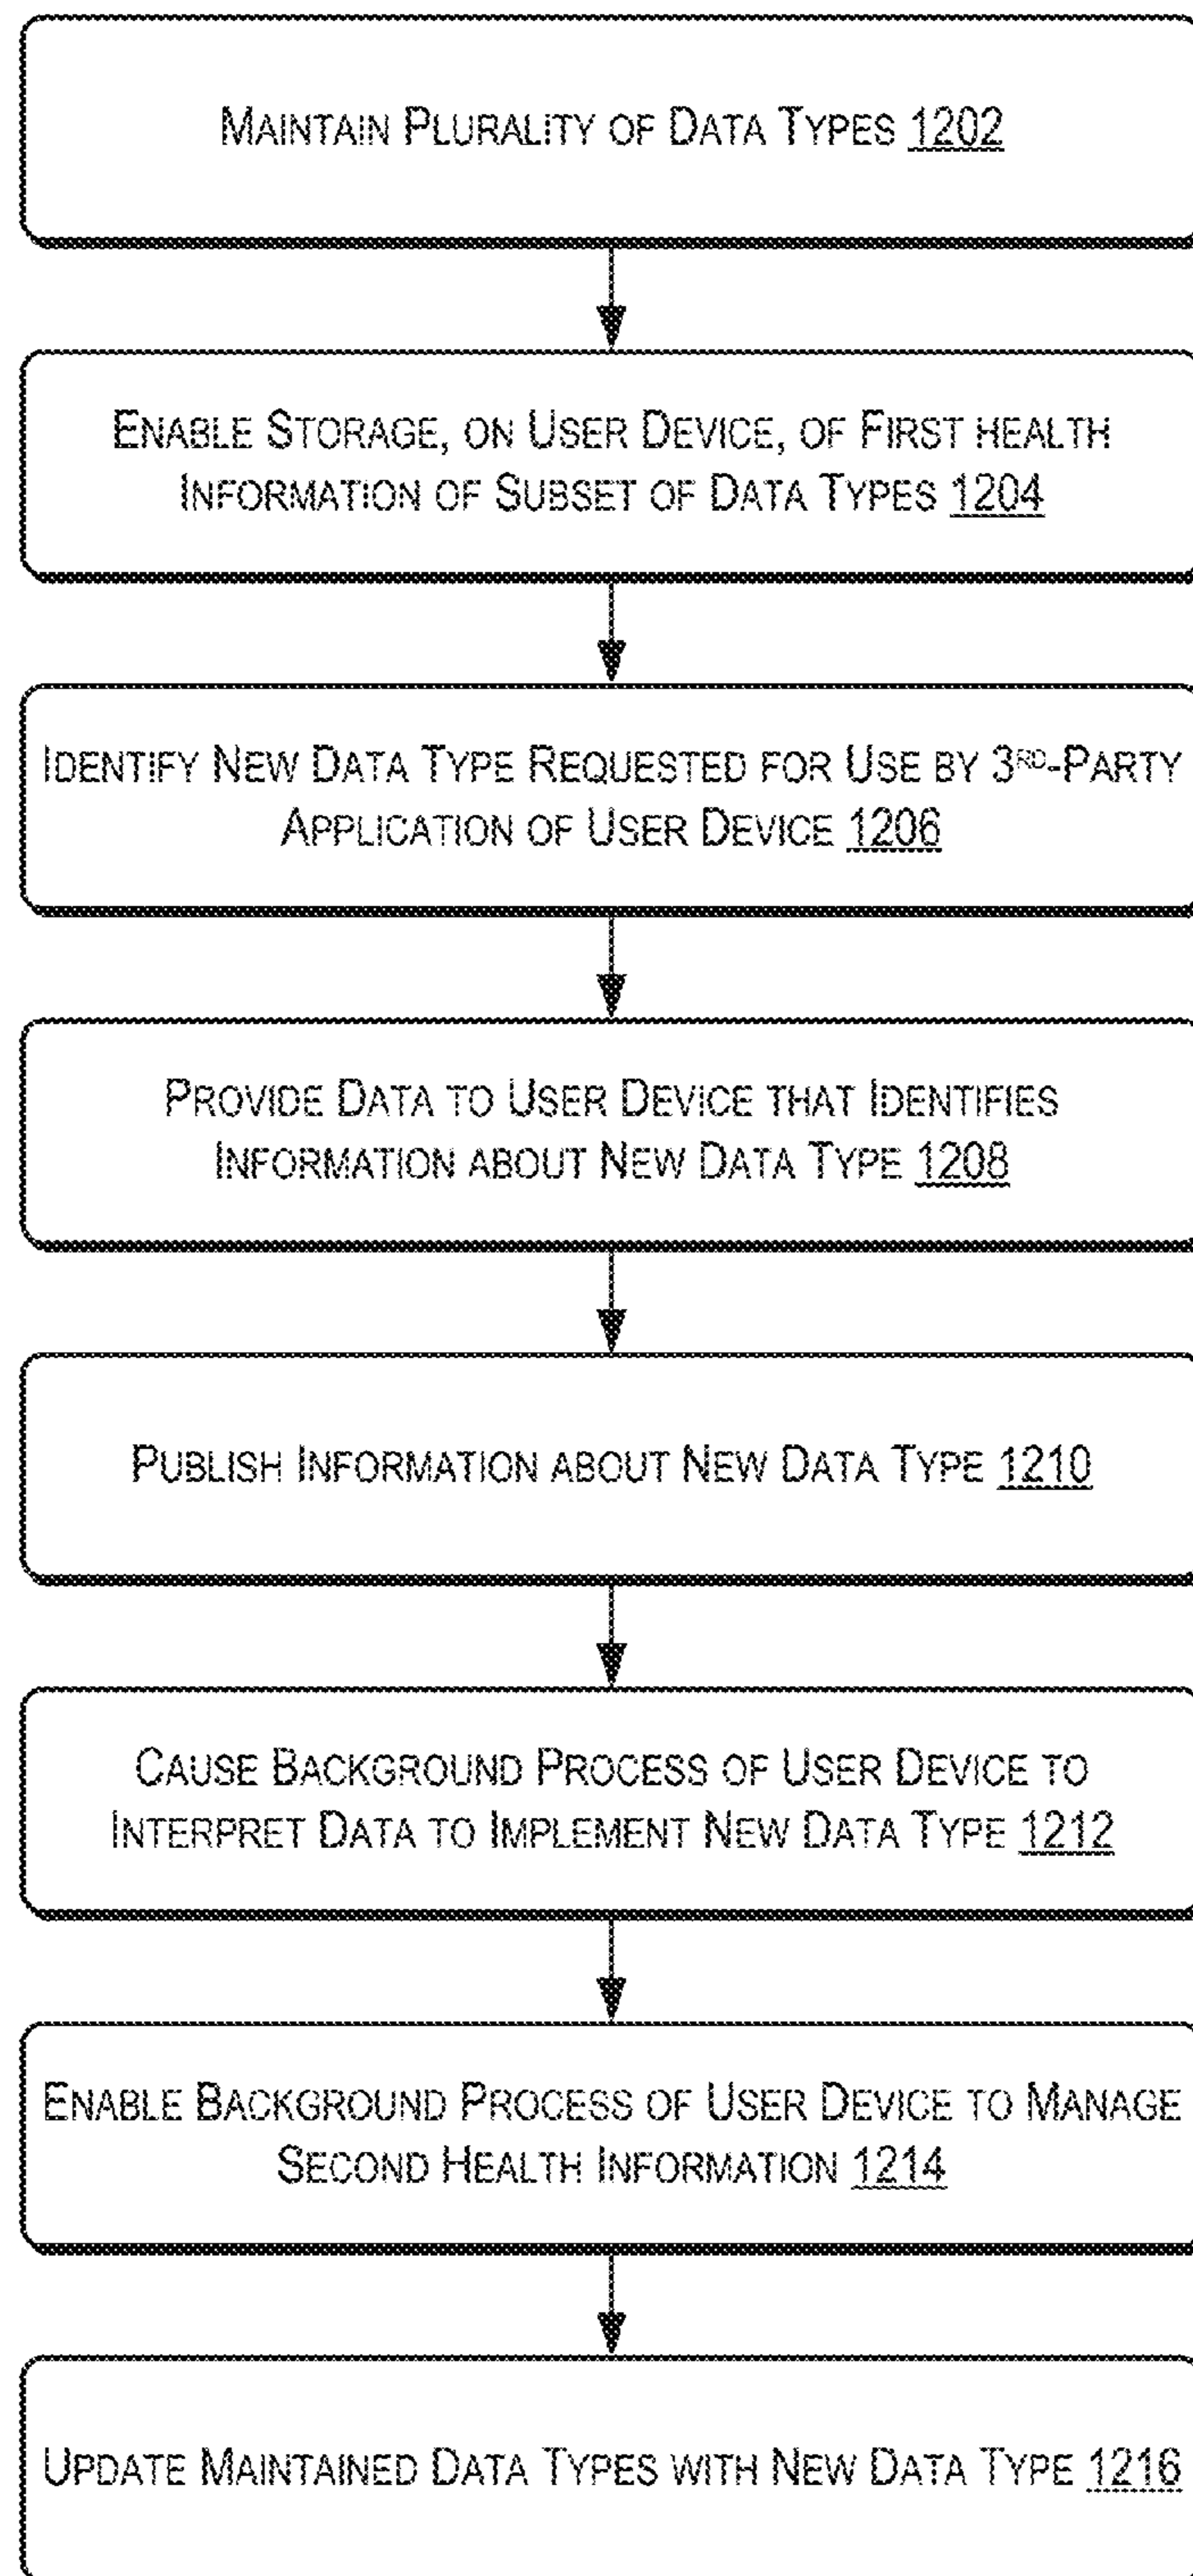 MAINTAIN PLURALITY OF DATA TYPES 1202
ENABLE STORAGE, ON USER DEVICE, OF FIRST HEALTH
INFORMATION OF SUBSET OF DATA TYPES 1204
IDENTIFY NEW DATA TYPE REQUESTED FOR USE BY 3RD-PARTY
APPLICATION OF USER DEVICE 1206
PROVIDE DATA TO USER DEVICE THAT IDENTIFIES
INFORMATION ABOUT NEW DATA TYPE 1208
PUBLISH INFORMATION ABOUT NEW DATA TYPE 1210
CAUSE BACKGROUND PROCESS OF USER DEVICE TO
INTERPRET DATA TO IMPLEMENT NEW DATA TYPE 1212
ENABLE BACKGROUND PROCESS OF USER DEVICE TO MANAGE
SECOND HEALTH INFORMATION 1214
UPDATE MAINTAINED DATA TYPES WITH NEW DATA TYPE 1216